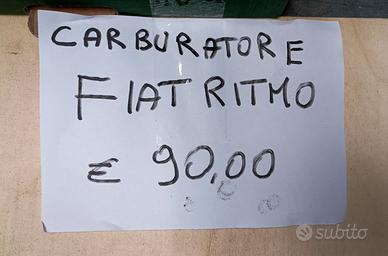 CARBURATORE
FIAT RITMO
€ 90,00
subito